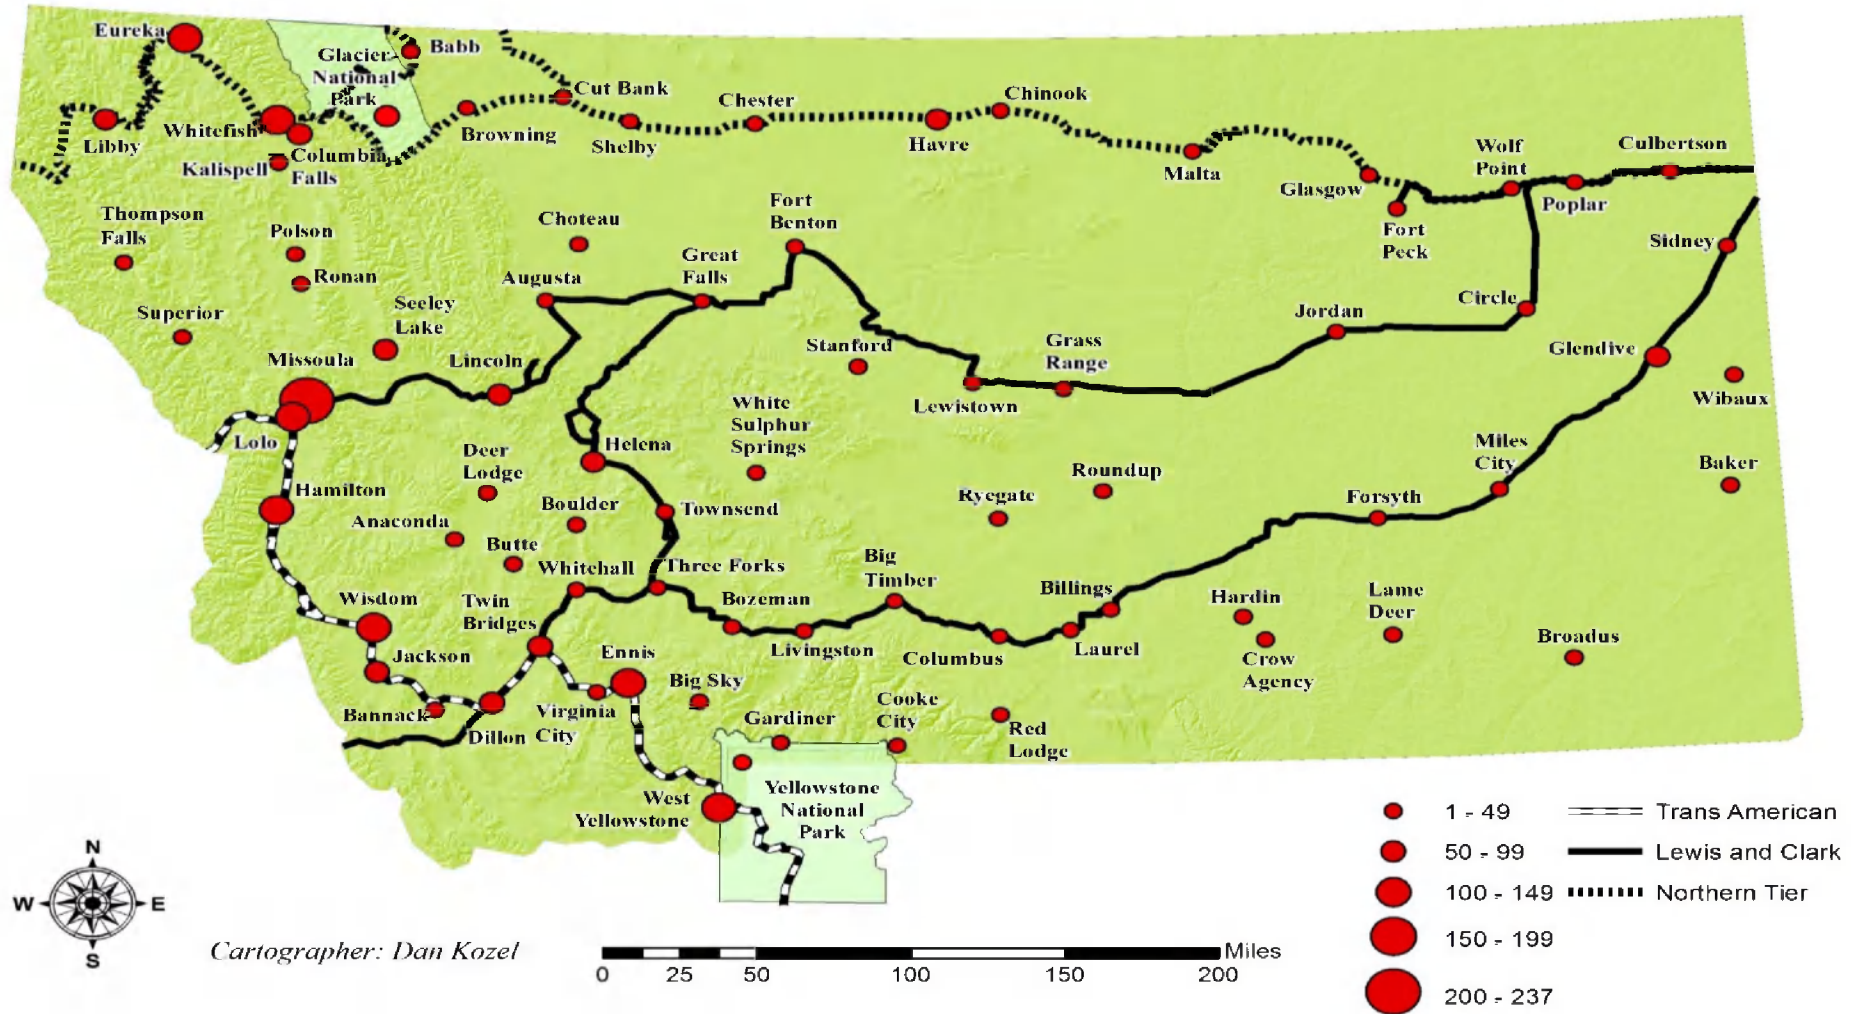 Eureka
Babb
Glacier
National
Park
Cut Bank
Chester
Chinook
Libby
Whitefish
Browning
Shelby
Havre
Kalispell
Columbia
Falls
Malta
Glasgow
Wolf
Point
Culbertson
Poplar
Fort
Peck
Thompson
Falls
Polson
Ronan
Choteau
Fort
Benton
Sidney
Augusta
Great
Falls
Superior
Seeley
Lake
Circle
Jordan
Missoula
Lincoln
Stanford
Grass
Range
Glendive
Lewistown
Wibaux
White
Sulphur
Springs
Lolo
Helena
Deer
Lodge
Miles
City
Roundup
Baker
Hamilton
Boulder
Townsend
Ryegate
Forsyth
Anaconda
Butte
Whitehall
Three Forks
Big
Timber
Billings
Hardin
Lame
Deer
Wisdom
Twin
Bridges
Bozeman
Broadus
Jackson
Ennis
Livingston
Columbus
Laurel
Crow
Agency
Big Sky
Bannack
Dillon
Virginia
City
Gardiner
Cooke
City
Red
Lodge
West
Yellowstone
Yellowstone
National
Park
N
W
E
S
Cartographer: Dan Kozel
Miles
0 25 50 100 150 200
1 - 49 Trans American
50 - 99 Lewis and Clark
100 - 149 Northern Tier
150 - 199
200 - 237